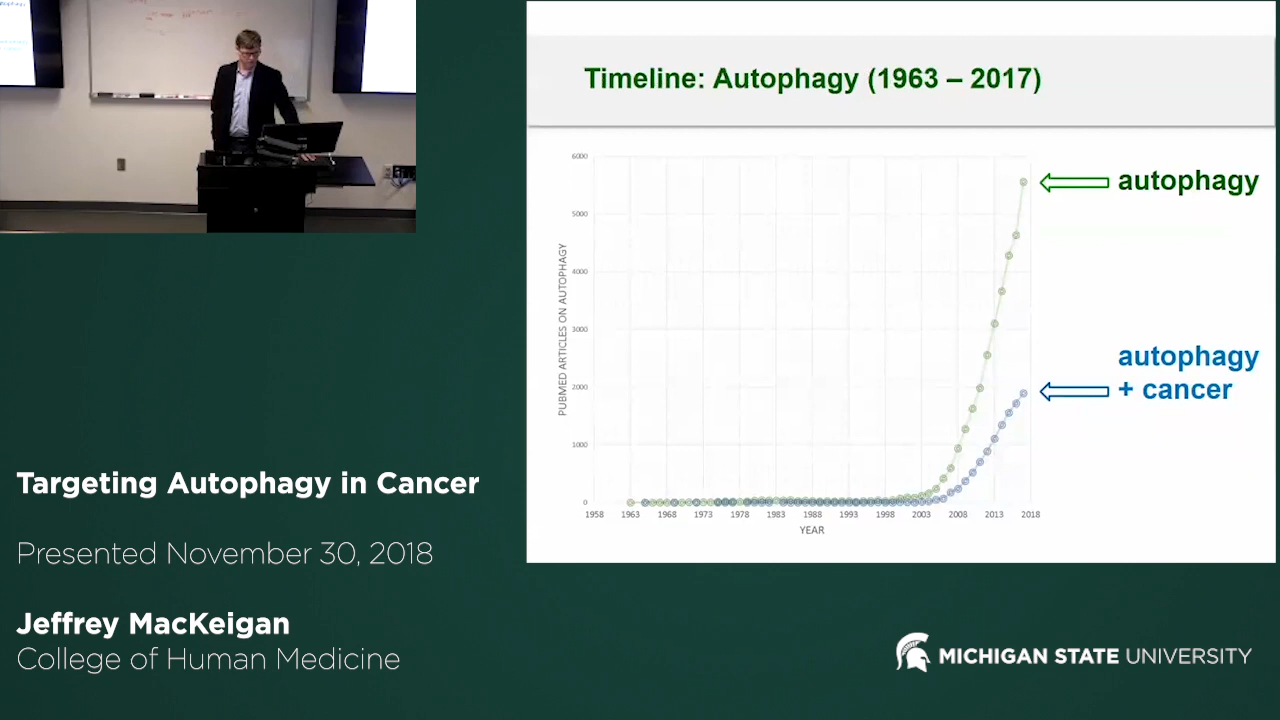 Timeline: Autophagy (1963 – 2017)
6000
5000
4000
3000
2000
1000
0
PUBMED ARTICLES ON AUTOPHAGY
1958 1963 1968 1973 1978 1983 1988 1993 1998 2003 2008 2013 2018
YEAR
autophagy
autophagy
+ cancer
Targeting Autophagy in Cancer
Presented November 30, 2018
Jeffrey MacKeigan
College of Human Medicine
MICHIGAN STATE UNIVERSITY